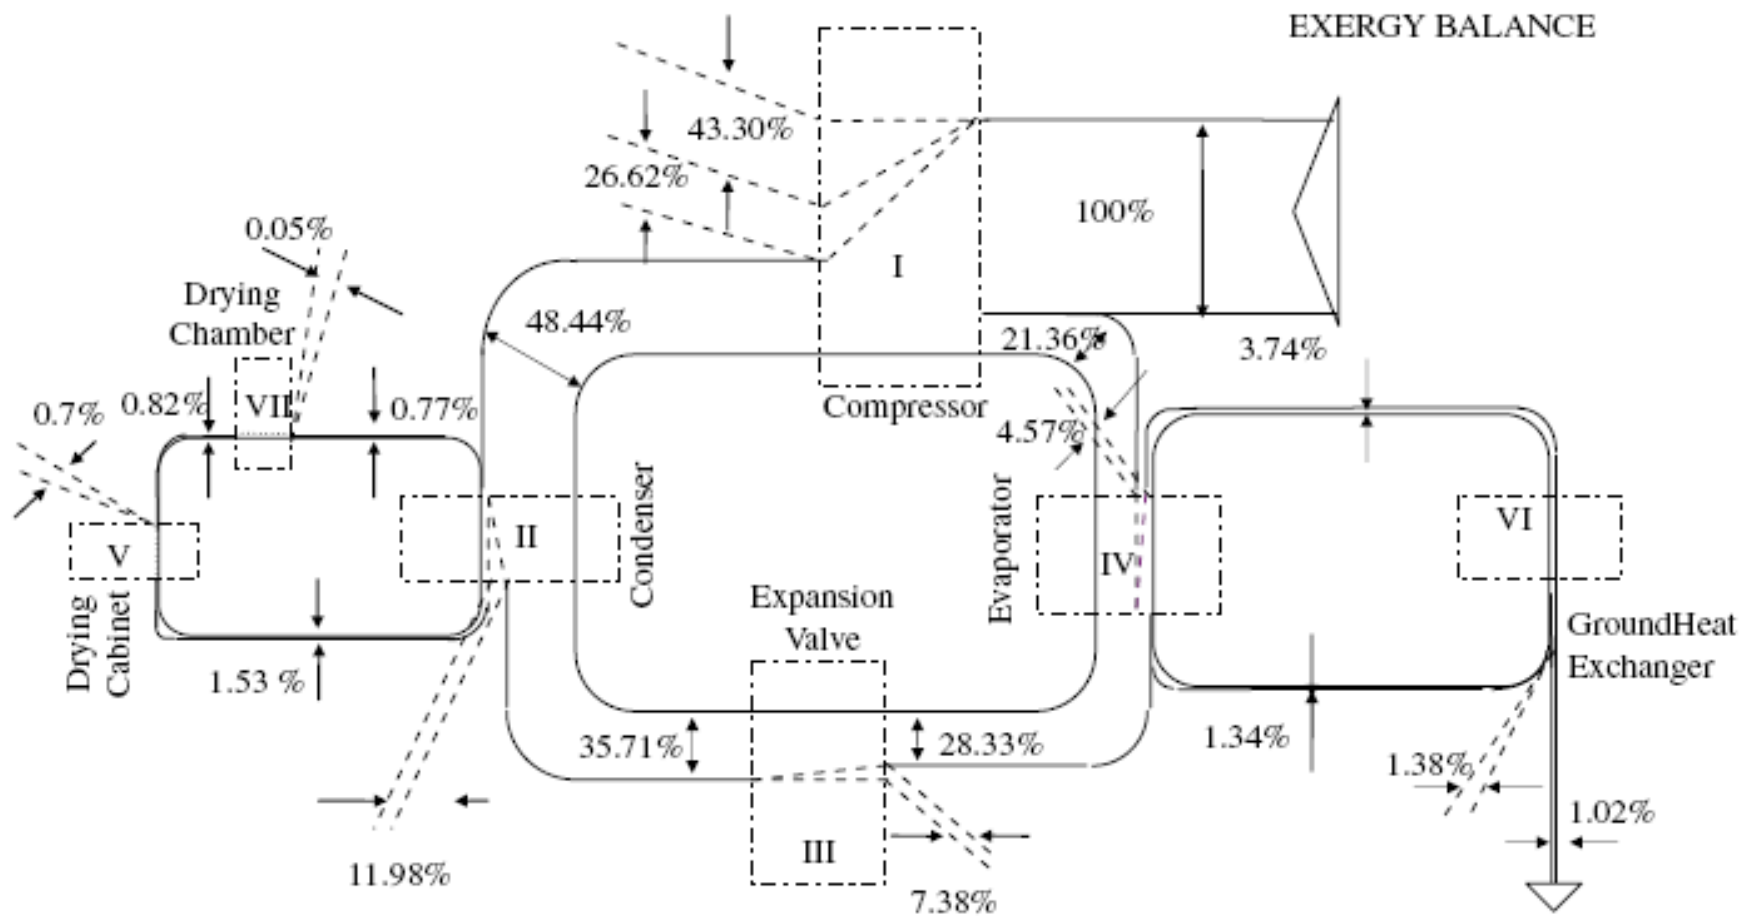 EXERGY BALANCE
43.30%
26.62%
100%
0.05%
I
Drying
Chamber
48.44%
21.36%
3.74%
0.7%
0.82%
VII
0.77%
Compressor
4.57%
V
II
Condenser
Evaporator
IV
VI
Drying
Cabinet
Expansion
Valve
GroundHeat
Exchanger
1.53 %
35.71%
28.33%
1.34%
1.38%
1.02%
11.98%
III
7.38%